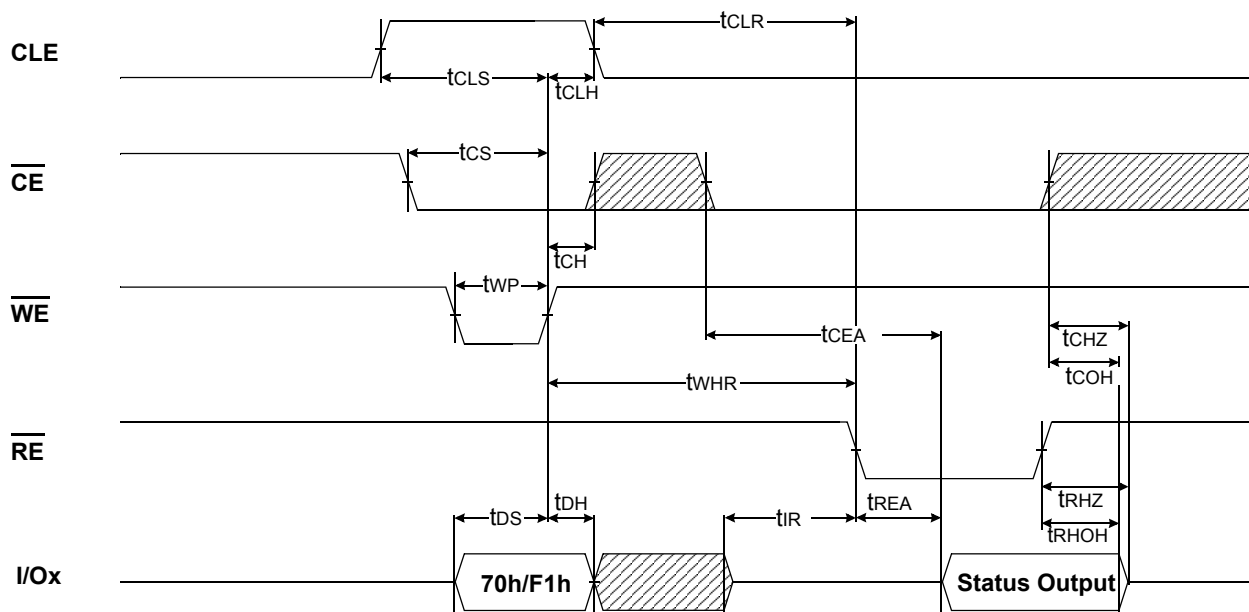 tCLR
CLE
tCLS
tCLH
tCS
CE
tCH
tWP
WE
tCEA
tCHZ
tCOH
tWHR
RE
tDH
tDS
tIR
tREA
tRHZ
tRHOH
I/Ox
70h/F1h
Status Output